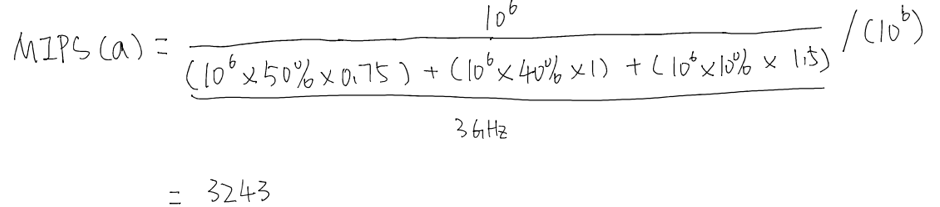 10^6
MIPS(a) = ———————————————— / (10^6)
(10^6 × 50% × 0.75) + (10^6 × 40% × 1) + (10^6 × 10% × 1.5)
3GHz
= 3243